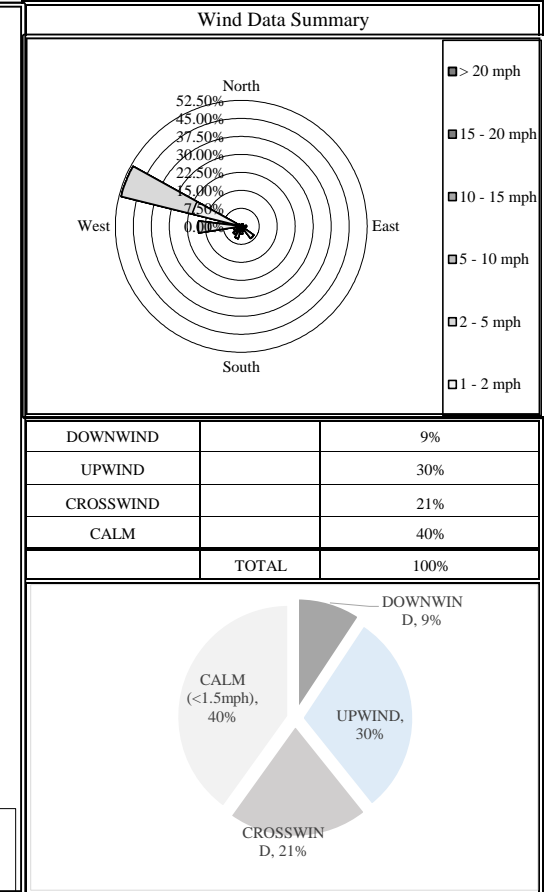 Wind Data Summary
North
52.50%
45.00%
37.50%
30.00%
22.50%
15.00%
7.50%
0.00%
West
East
South
> 20 mph
15 - 20 mph
10 - 15 mph
5 - 10 mph
2 - 5 mph
1 - 2 mph
DOWNWIND 9%
UPWIND 30%
CROSSWIND 21%
CALM 40%
TOTAL 100%
DOWNWIN
D, 9%
CALM
(<1.5mph),
40%
UPWIND,
30%
CROSSWIN
D, 21%